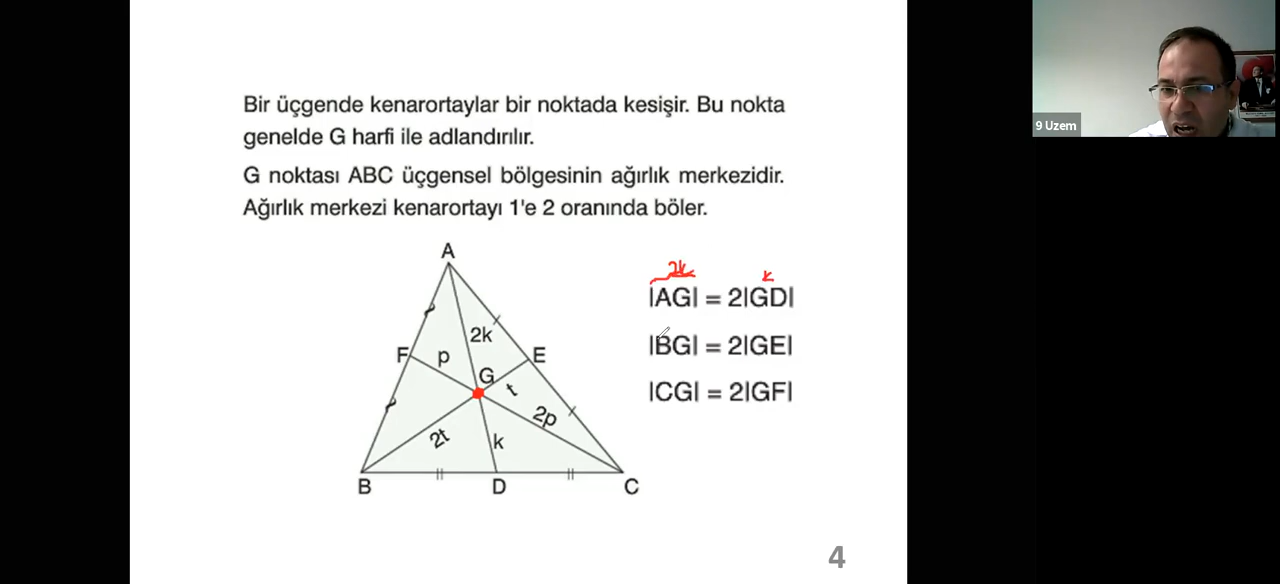 Bir üçgende kenarortaylar bir noktada kesişir. Bu nokta
genelde G harfi ile adlandırılır.
G noktası ABC üçgensel bölgesinin ağırlık merkezidir.
Ağırlık merkezi kenarortayı 1'e 2 oranında böler.
A
2k
F
p
E
G
t
2p
2t
k
B
D
C
2k
k
|AG| = 2|GD|
|BG| = 2|GE|
|CG| = 2|GF|
4
9 Uzem